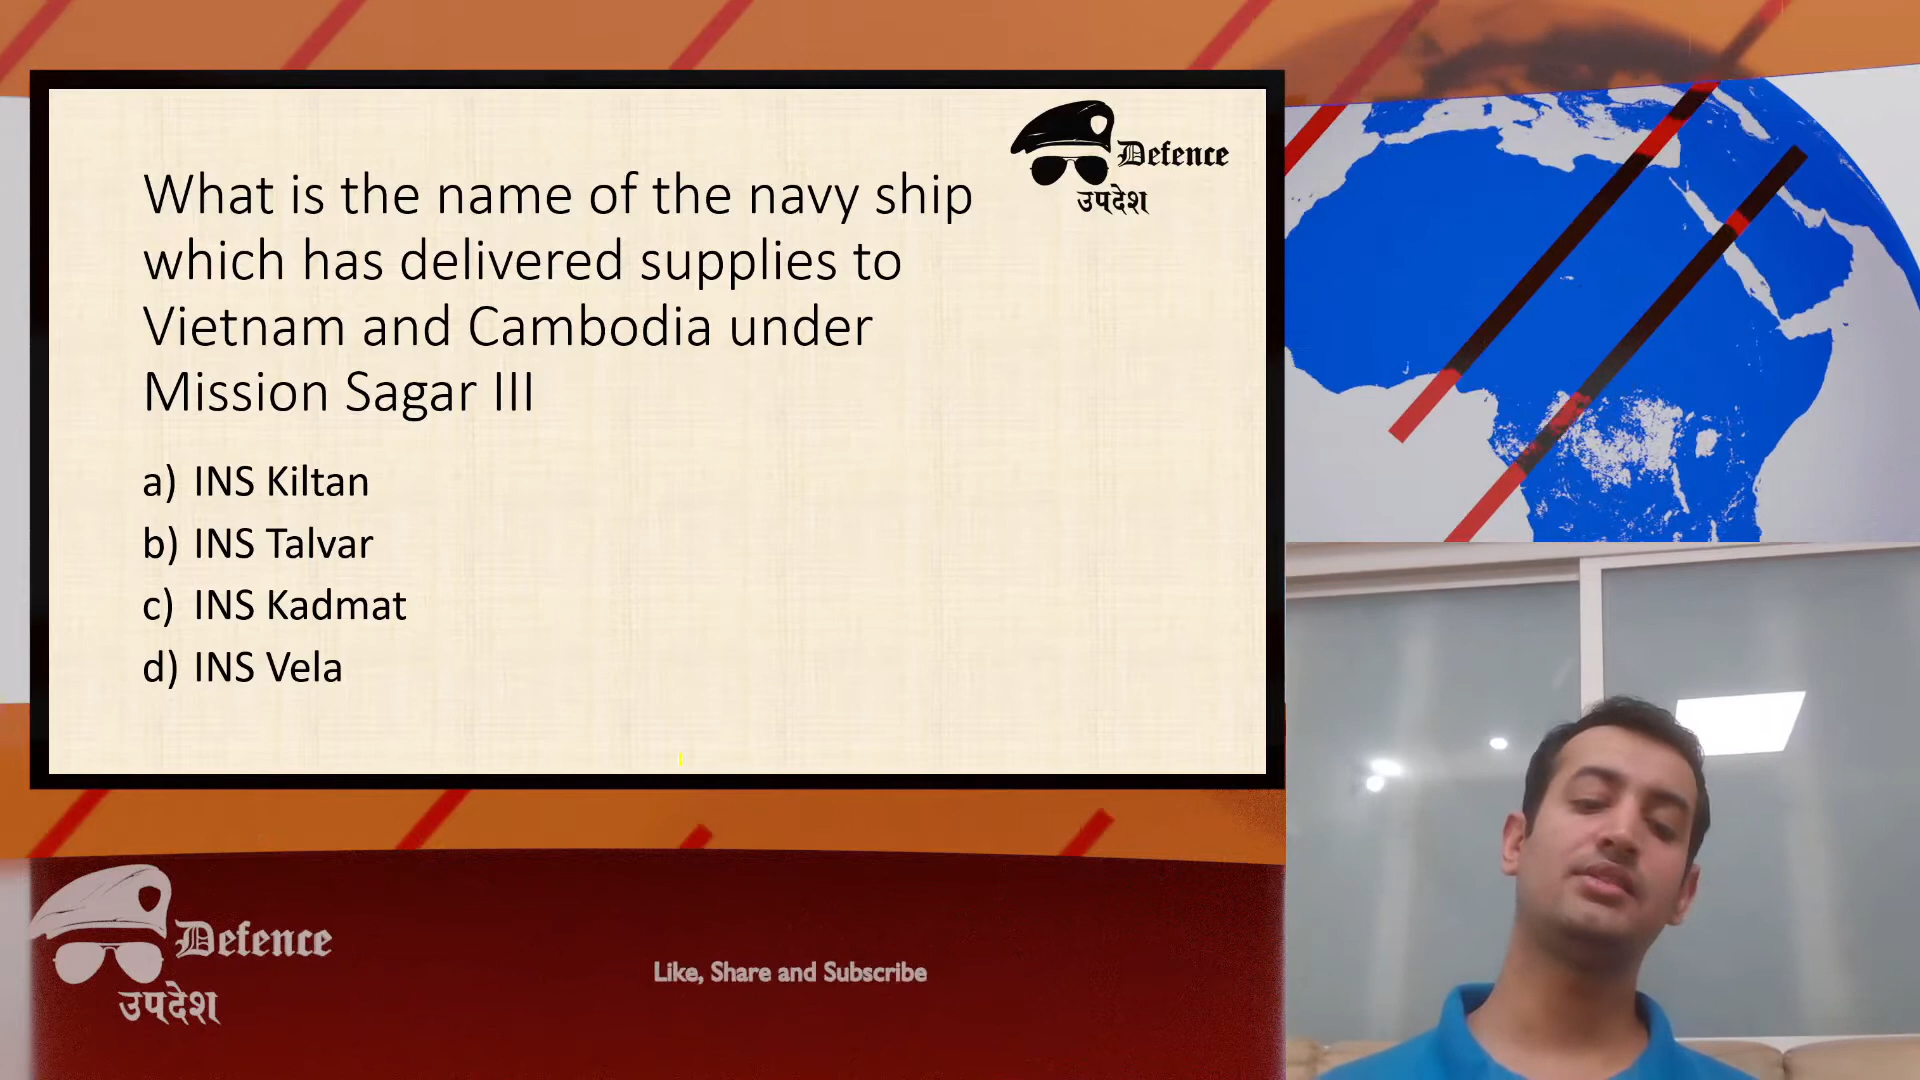 Defence
उपदेश
What is the name of the navy ship
which has delivered supplies to
Vietnam and Cambodia under
Mission Sagar III
a) INS Kiltan
b) INS Talvar
c) INS Kadmat
d) INS Vela
Defence
उपदेश
Like, Share and Subscribe